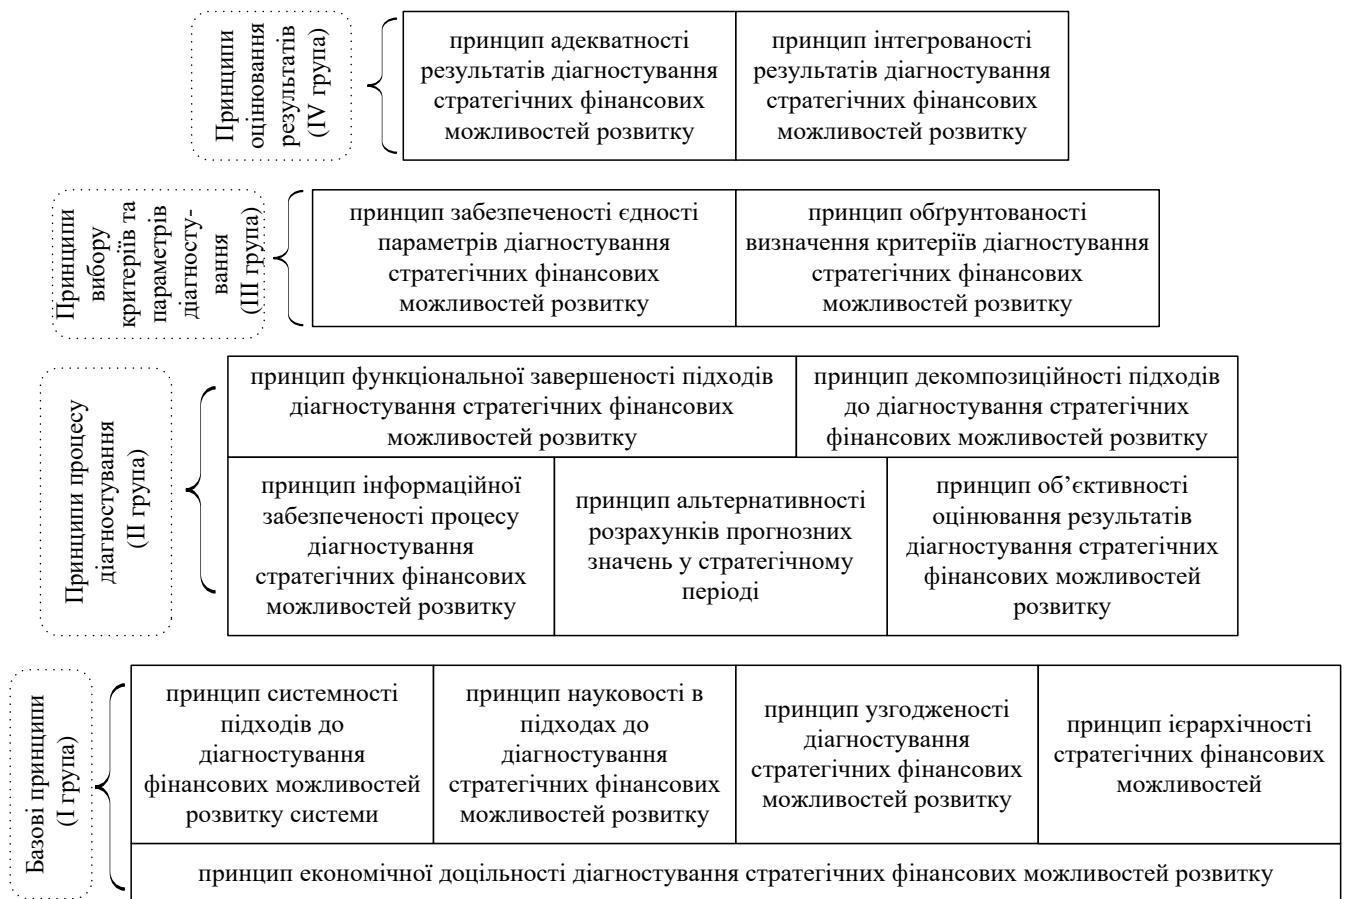 Принципи
оцінювання
результатів
(IV група)
принцип адекватності
результатів діагностування
стратегічних фінансових
можливостей розвитку
принцип інтегрованості
результатів діагностування
стратегічних фінансових
можливостей розвитку
Принципи
вибору
критеріїв та
параметрів
діагносту-
вання
(III група)
принцип забезпеченості єдності
параметрів діагностування
стратегічних фінансових
можливостей розвитку
принцип обґрунтованості
визначення критеріїв діагностування
стратегічних фінансових
можливостей розвитку
Принципи процесу
діагностування
(II група)
принцип функціональної завершеності підходів
діагностування стратегічних фінансових
можливостей розвитку
принцип декомпозиційності підходів
до діагностування стратегічних
фінансових можливостей розвитку
принцип інформаційної
забезпеченості процесу
діагностування
стратегічних фінансових
можливостей розвитку
принцип альтернативності
розрахунків прогнозних
значень у стратегічному
періоді
принцип об’єктивності
оцінювання результатів
діагностування стратегічних
фінансових можливостей
розвитку
Базові принципи
(I група)
принцип системності
підходів до
діагностування
фінансових можливостей
розвитку системи
принцип науковості в
підходах до
діагностування
стратегічних фінансових
можливостей розвитку
принцип узгодженості
діагностування
стратегічних фінансових
можливостей розвитку
принцип ієрархічності
стратегічних фінансових
можливостей
принцип економічної доцільності діагностування стратегічних фінансових можливостей розвитку